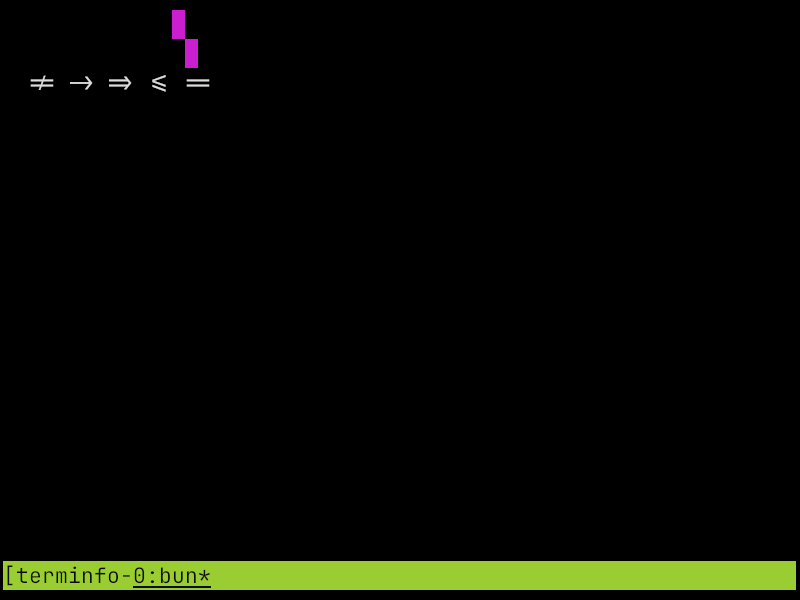 ≠ → ⇒ ⩽ ==
[terminfo-0:bun*